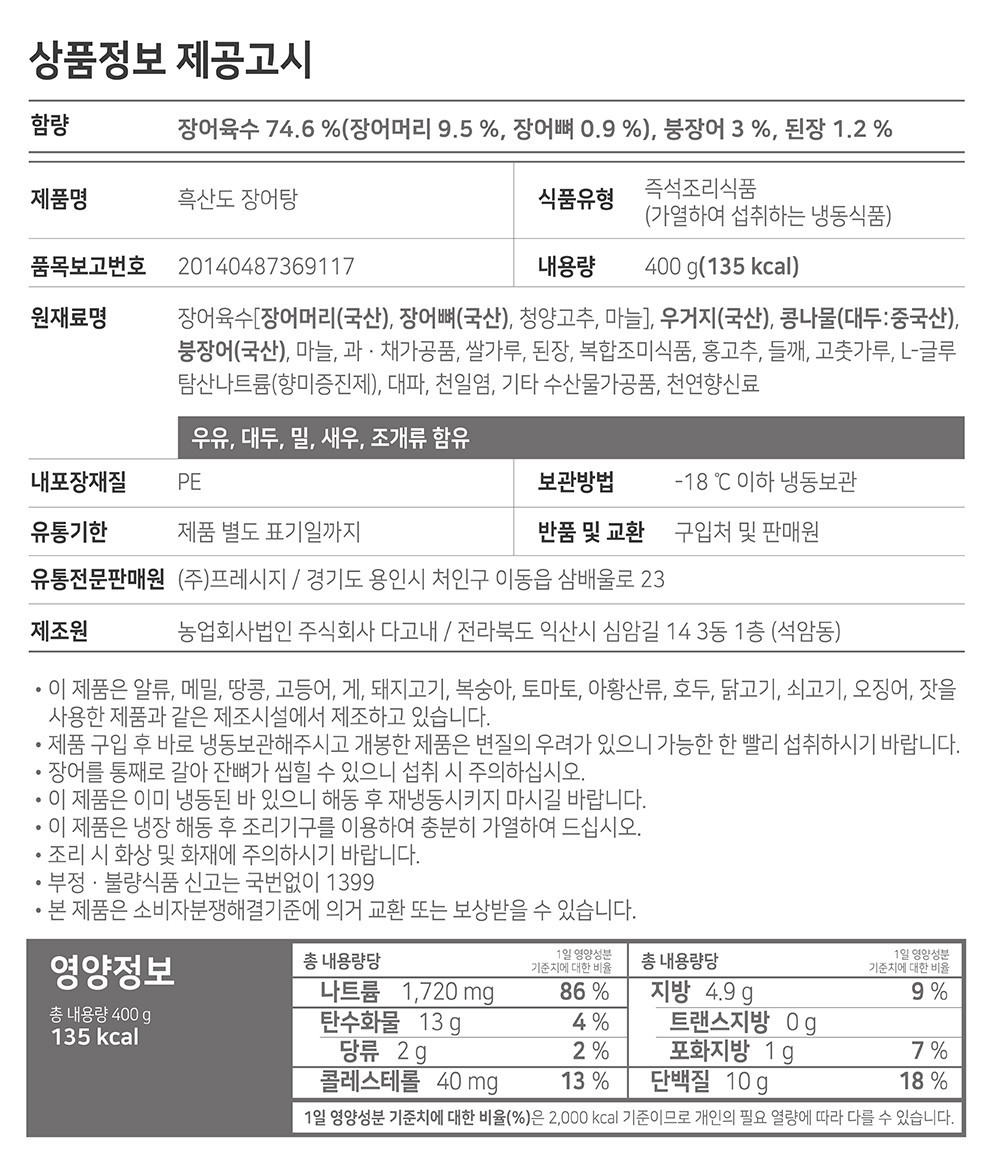 상품정보 제공고시
함량 장어육수 74.6 %(장어머리 9.5 %, 장어뼈 0.9 %), 붕장어 3 %, 된장 1.2 %
제품명 흑산도 장어탕 식품유형 즉석조리식품
(가열하여 섭취하는 냉동식품)
품목보고번호 20140487369117 내용량 400 g(135 kcal)
원재료명 장어육수[장어머리(국산), 장어뼈(국산), 청양고추, 마늘], 우거지(국산), 콩나물(대두:중국산),
붕장어(국산), 마늘, 과 · 채가공품, 쌀가루, 된장, 복합조미식품, 홍고추, 들깨, 고춧가루, L-글루
탐산나트륨(향미증진제), 대파, 천일염, 기타 수산물가공품, 천연향신료
우유, 대두, 밀, 새우, 조개류 함유
내포장재질 PE 보관방법 -18 ℃ 이하 냉동보관
유통기한 제품 별도 표기일까지 반품 및 교환 구입처 및 판매원
유통전문판매원 (주)프레시지 / 경기도 용인시 처인구 이동읍 삼배울로 23
제조원 농업회사법인 주식회사 다고내 / 전라북도 익산시 심암길 14 3동 1층 (석암동)
• 이 제품은 알류, 메밀, 땅콩, 고등어, 게, 돼지고기, 복숭아, 토마토, 아황산류, 호두, 닭고기, 쇠고기, 오징어, 잣을
사용한 제품과 같은 제조시설에서 제조하고 있습니다.
• 제품 구입 후 바로 냉동보관해주시고 개봉한 제품은 변질의 우려가 있으니 가능한 한 빨리 섭취하시기 바랍니다.
• 장어를 통째로 갈아 잔뼈가 씹힐 수 있으니 섭취 시 주의하십시오.
• 이 제품은 이미 냉동된 바 있으니 해동 후 재냉동시키지 마시길 바랍니다.
• 이 제품은 냉장 해동 후 조리기구를 이용하여 충분히 가열하여 드십시오.
• 조리 시 화상 및 화재에 주의하시기 바랍니다.
• 부정 · 불량식품 신고는 국번없이 1399
• 본 제품은 소비자분쟁해결기준에 의거 교환 또는 보상받을 수 있습니다.
영양정보
총 내용량 400 g
135 kcal
총 내용량당 1일 영양성분
기준치에 대한 비율 총 내용량당 1일 영양성분
기준치에 대한 비율
나트륨 1,720 mg 86 % 지방 4.9 g 9 %
탄수화물 13 g 4 % 트랜스지방 0 g
당류 2 g 2 % 포화지방 1 g 7 %
콜레스테롤 40 mg 13 % 단백질 10 g 18 %
1일 영양성분 기준치에 대한 비율(%)은 2,000 kcal 기준이므로 개인의 필요 열량에 따라 다를 수 있습니다.